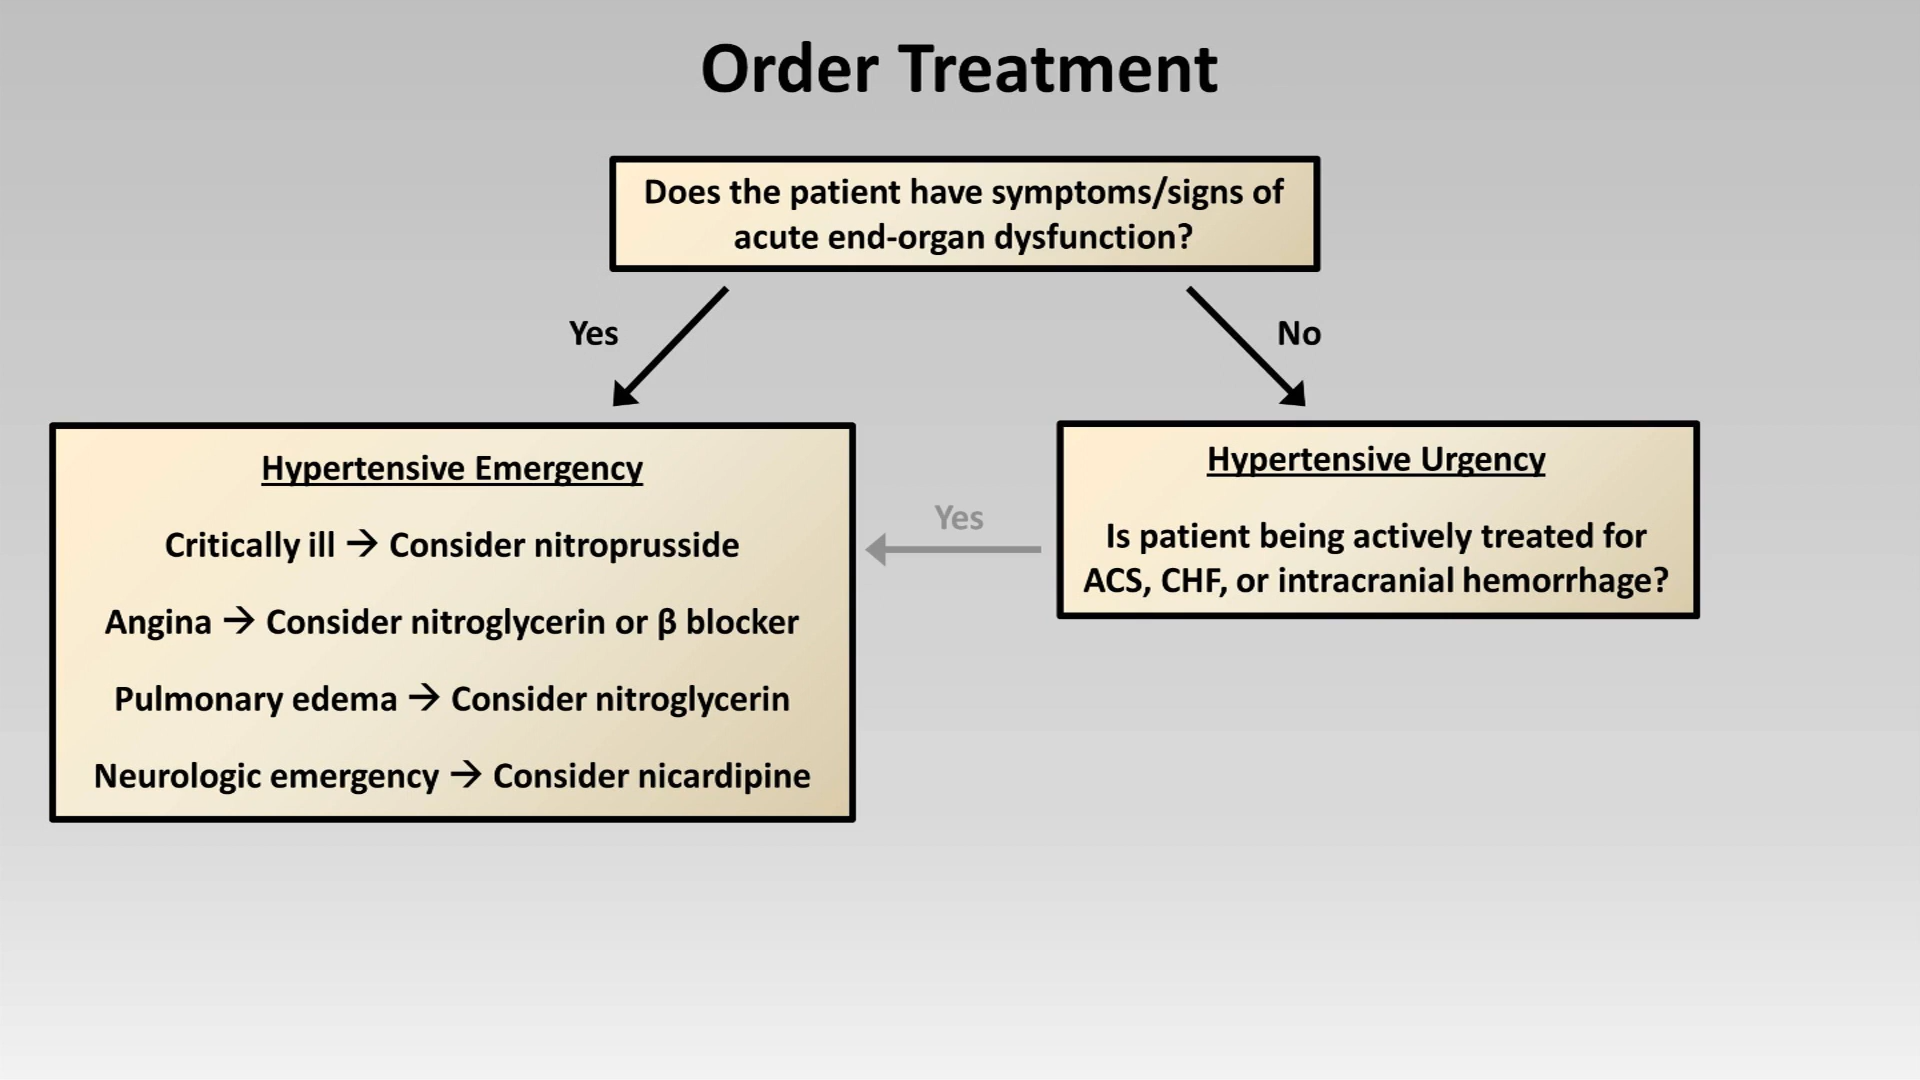 Order Treatment
Does the patient have symptoms/signs of
acute end-organ dysfunction?
Yes
No
Hypertensive Emergency
Critically ill → Consider nitroprusside
Angina → Consider nitroglycerin or β blocker
Pulmonary edema → Consider nitroglycerin
Neurologic emergency → Consider nicardipine
Yes
Hypertensive Urgency
Is patient being actively treated for
ACS, CHF, or intracranial hemorrhage?